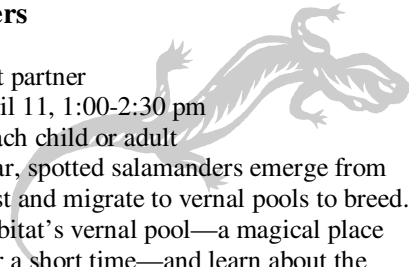 ers
t partner
il 11, 1:00-2:30 pm
ach child or adult
ar, spotted salamanders emerge from
st and migrate to vernal pools to breed.
bitat's vernal pool—a magical place
r a short time—and learn about the